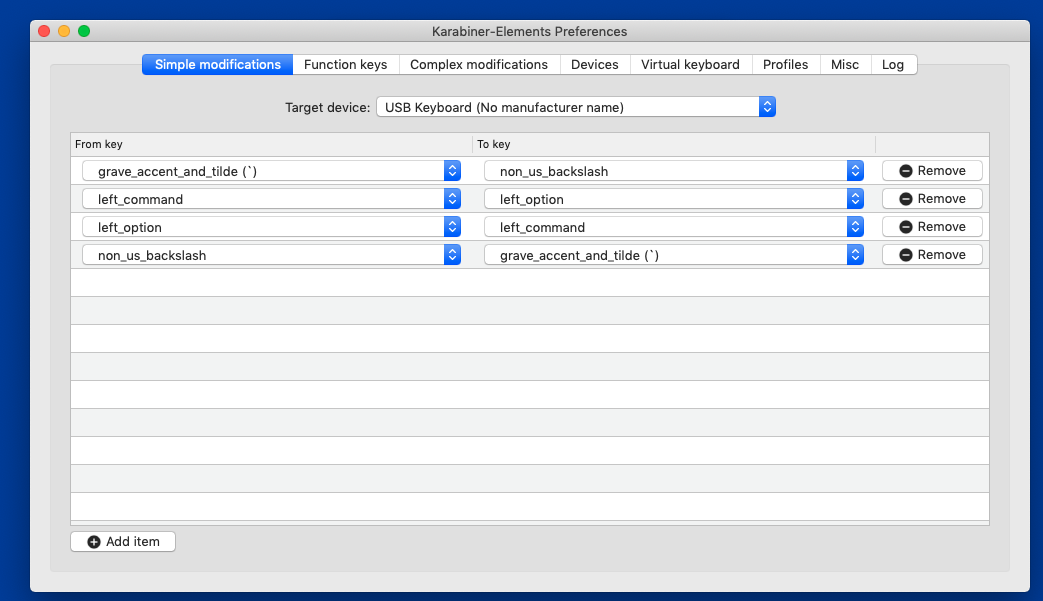 Karabiner-Elements Preferences
Simple modifications Function keys Complex modifications Devices Virtual keyboard Profiles Misc Log
Target device: USB Keyboard (No manufacturer name)
From key To key
grave_accent_and_tilde (`) non_us_backslash Remove
left_command left_option Remove
left_option left_command Remove
non_us_backslash grave_accent_and_tilde (`) Remove
Add item